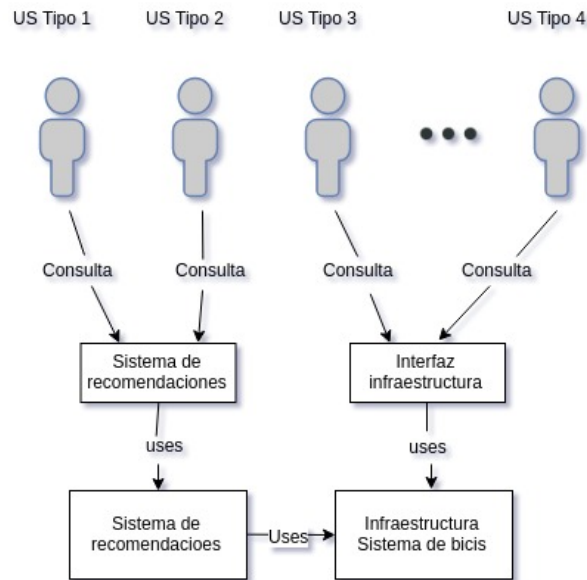 US Tipo 1
US Tipo 2
US Tipo 3
US Tipo 4
Consulta
Consulta
Consulta
Consulta
Sistema de
recomendaciones
Interfaz
infraestructura
uses
uses
Sistema de
recomendacioes
Uses
Infraestructura
Sistema de bicis